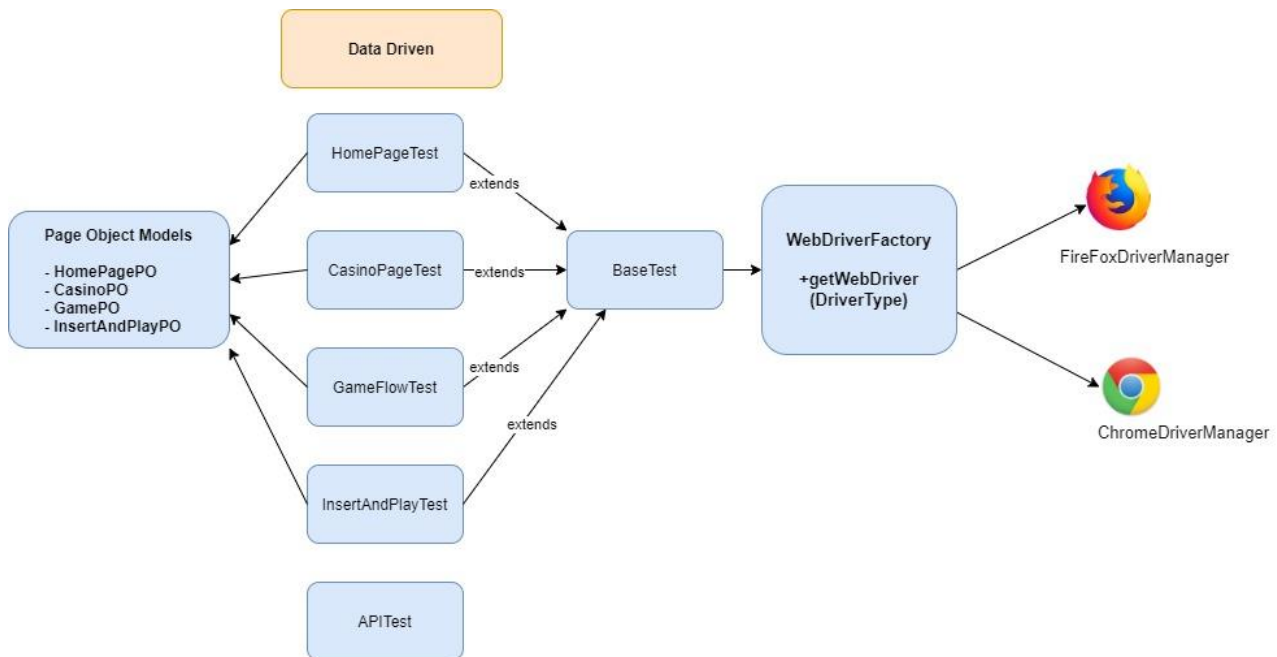 Data Driven
HomePageTest
extends
Page Object Models
- HomePagePO
- CasinoPO
- GamePO
- InsertAndPlayPO
CasinoPageTest
extends
BaseTest
WebDriverFactory
+getWebDriver
(DriverType)
FireFoxDriverManager
GameFlowTest
extends
ChromeDriverManager
extends
InsertAndPlayTest
APITest